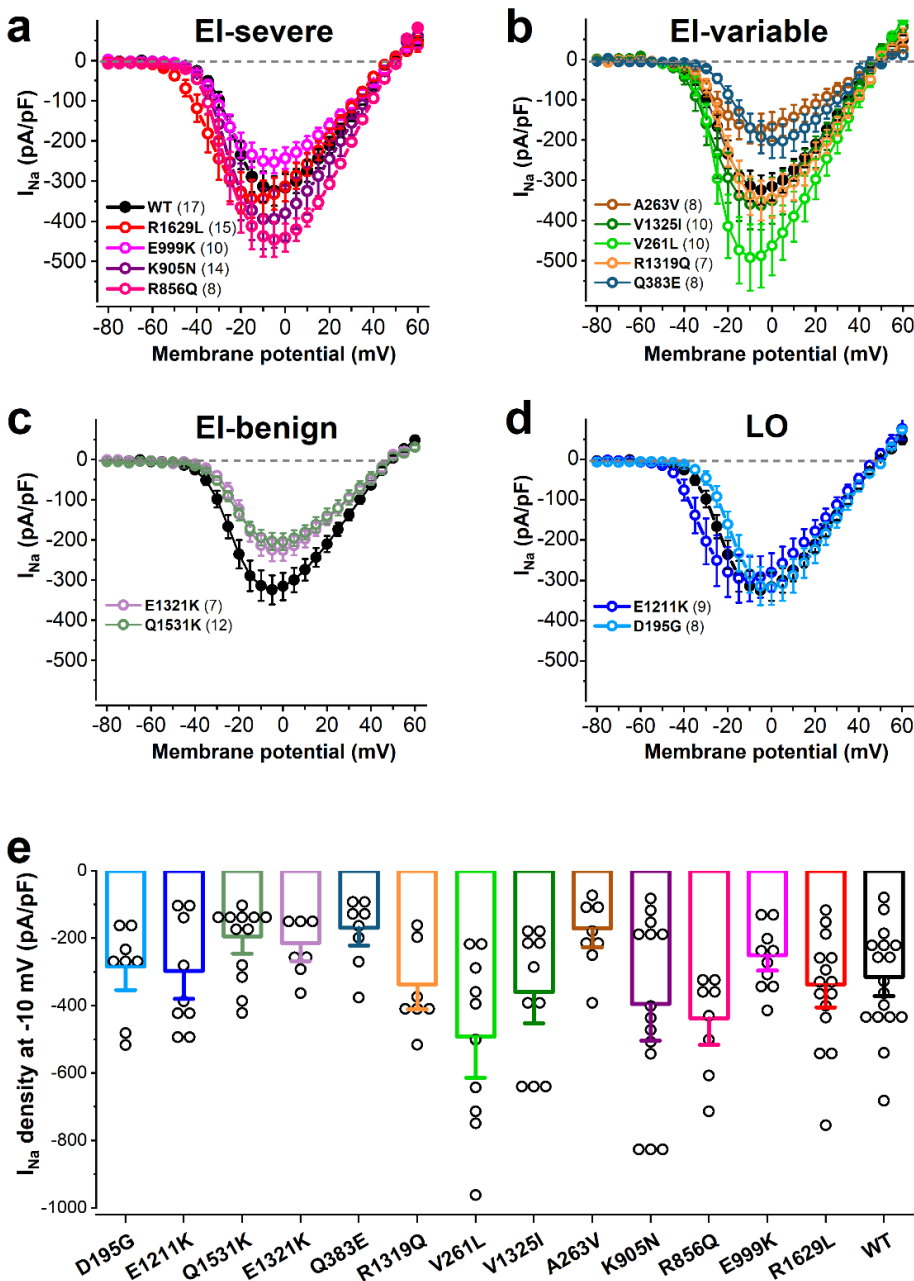 a
EI-severe
0
-100
-200
-300
-400
-500
I_Na (pA/pF)
WT (17)
R1629L (15)
E999K (10)
K905N (14)
R856Q (8)
-80 -60 -40 -20 0 20 40 60
Membrane potential (mV)
b
EI-variable
0
-100
-200
-300
-400
-500
I_Na (pA/pF)
A263V (8)
V1325I (10)
V261L (10)
R1319Q (7)
Q383E (8)
-80 -60 -40 -20 0 20 40 60
Membrane potential (mV)
c
EI-benign
0
-100
-200
-300
-400
-500
I_Na (pA/pF)
E1321K (7)
Q1531K (12)
-80 -60 -40 -20 0 20 40 60
Membrane potential (mV)
d
LO
0
-100
-200
-300
-400
-500
I_Na (pA/pF)
E1211K (9)
D195G (8)
-80 -60 -40 -20 0 20 40 60
Membrane potential (mV)
e
0
-200
-400
-600
-800
-1000
I_Na density at -10 mV (pA/pF)
D195G E1211K Q1531K E1321K Q383E R1319Q V261L V1325I A263V K905N R856Q E999K R1629L WT